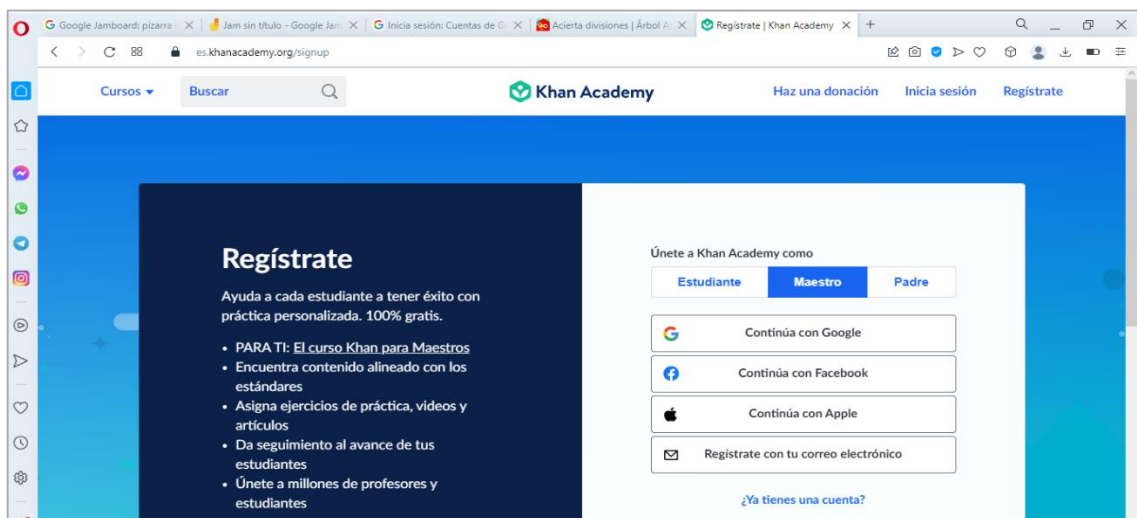 Google Jamboard: pizarra
Jam sin título - Google Jam
Inicia sesión: Cuentas de G
Acierta divisiones | Árbol A
Regístrate | Khan Academy
es.khanacademy.org/signup
Cursos
Buscar
Khan Academy
Haz una donación
Inicia sesión
Regístrate
Regístrate
Ayuda a cada estudiante a tener éxito con
práctica personalizada. 100% gratis.
• PARA TI: El curso Khan para Maestros
• Encuentra contenido alineado con los
estándares
• Asigna ejercicios de práctica, videos y
artículos
• Da seguimiento al avance de tus
estudiantes
• Únete a millones de profesores y
estudiantes
Únete a Khan Academy como
Estudiante
Maestro
Padre
Continúa con Google
Continúa con Facebook
Continúa con Apple
Regístrate con tu correo electrónico
¿Ya tienes una cuenta?